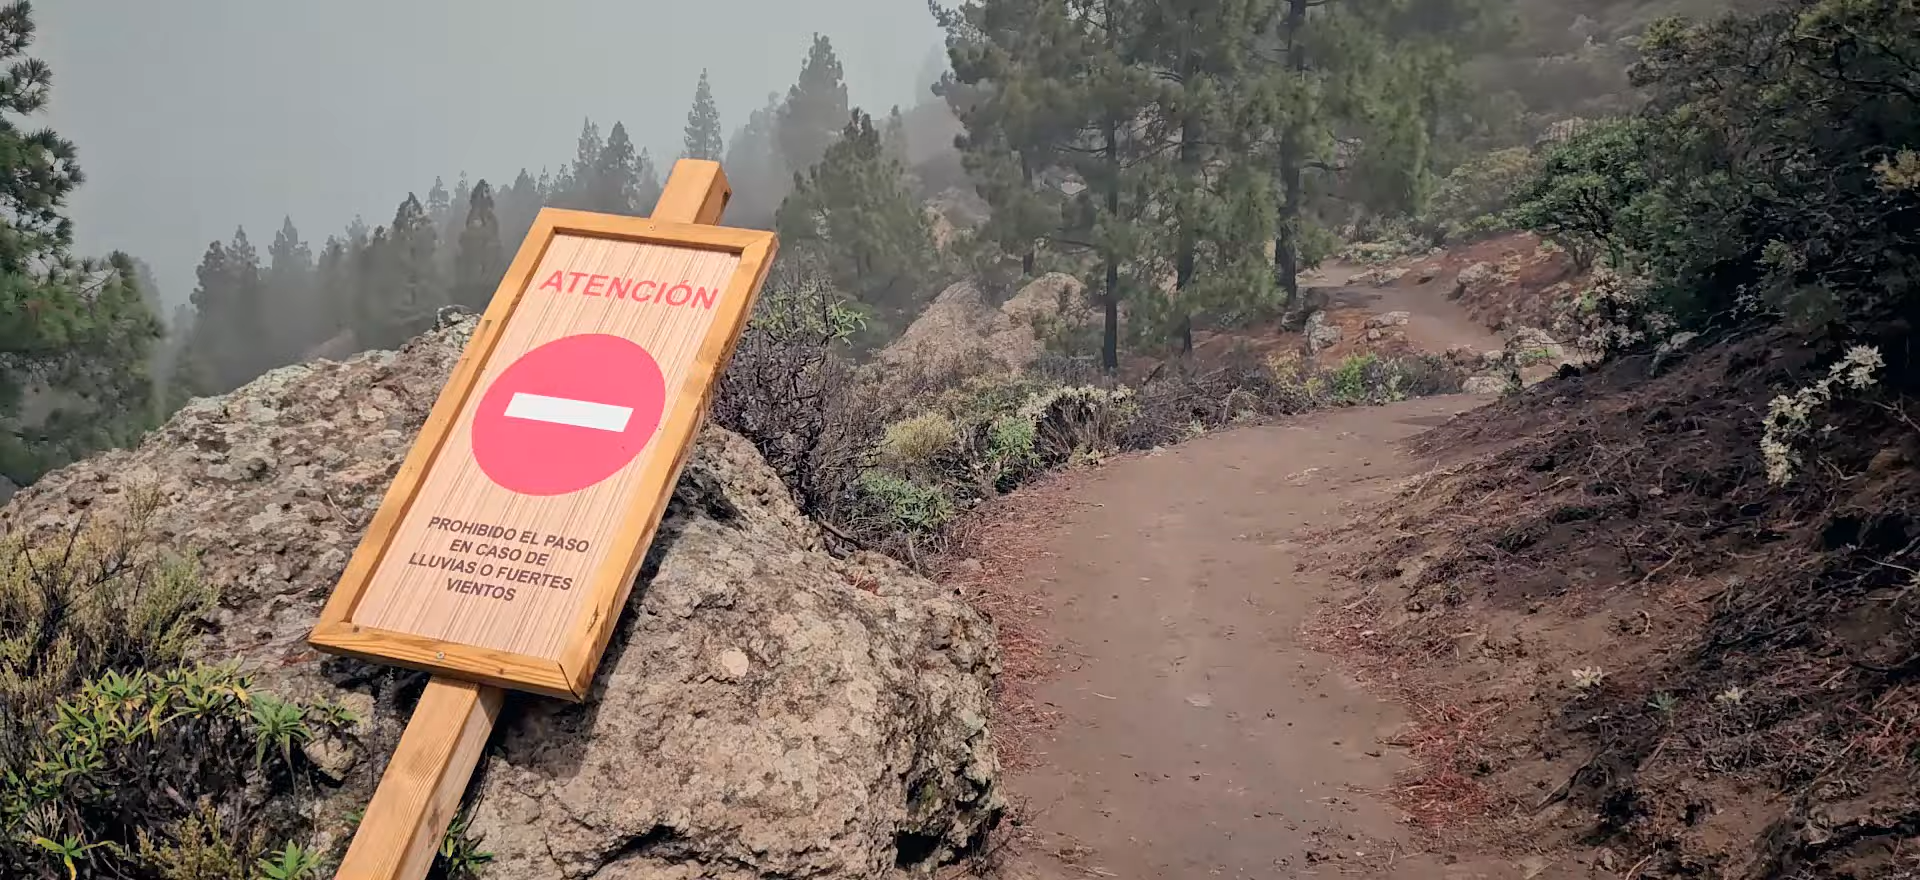 ATENCIÓN
PROHIBIDO EL PASO
EN CASO DE
LLUVIAS O FUERTES
VIENTOS